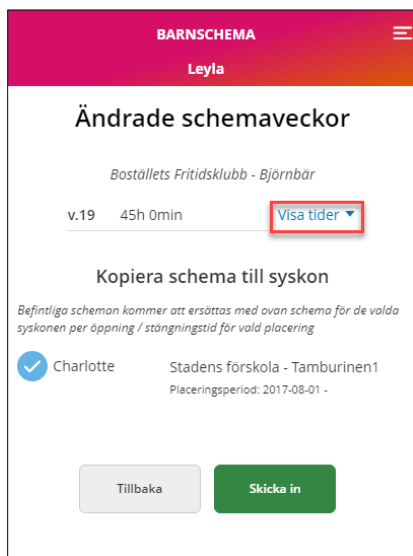 BARNSCHEMA
Leyla
Ändrade schemaveckor
Boställets Fritidsklubb - Björnbär
v.19 45h 0min Visa tider
Kopiera schema till syskon
Befintliga scheman kommer att ersättas med ovan schema för de valda
syskonen per öppning / stängningstid för vald placering
Charlotte Stadens förskola - Tamburinen1
Placeringsperiod: 2017-08-01 -
Tillbaka Skicka in